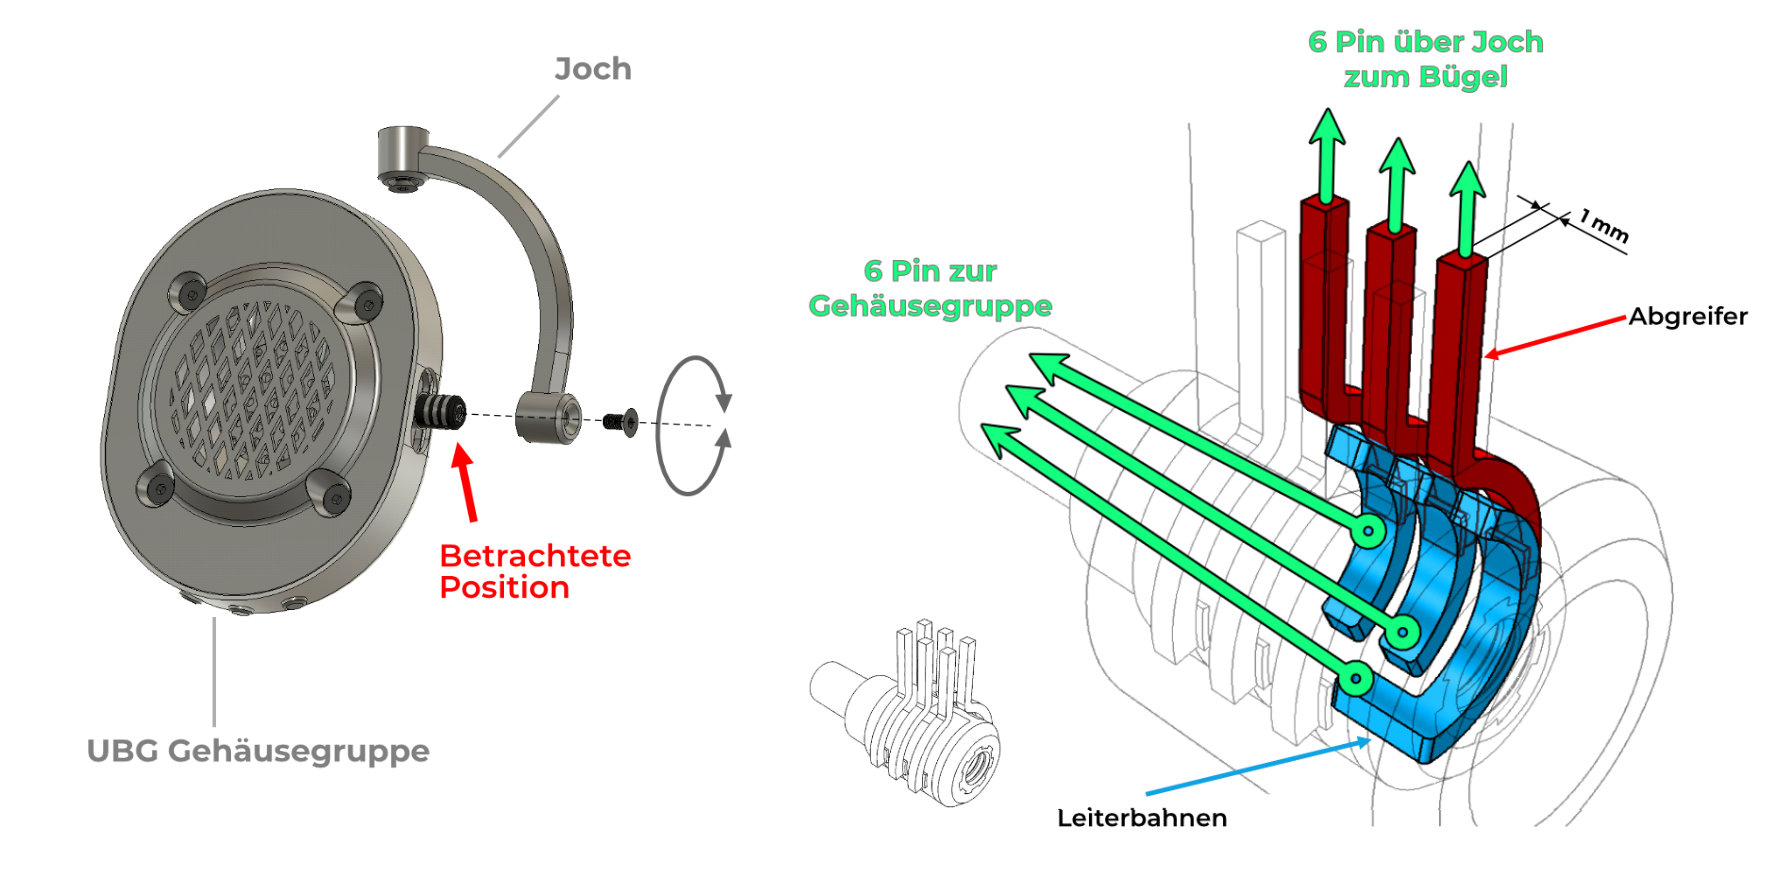 Joch
UBG Gehäusegruppe
Betrachtete
Position
6 Pin über Joch
zum Bügel
6 Pin zur
Gehäusegruppe
1 mm
Abgreifer
Leiterbahnen